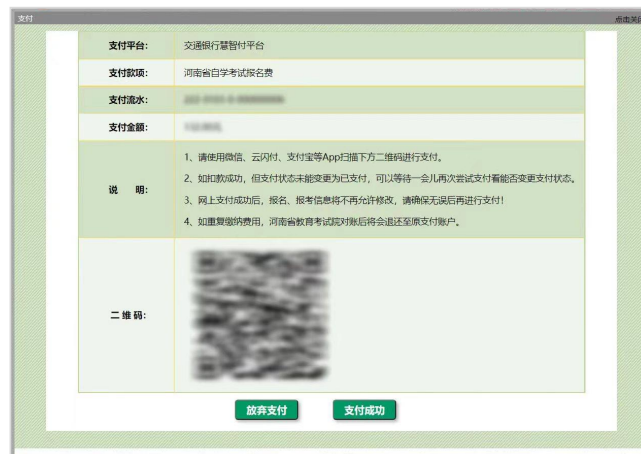 支付
点击关闭
支付平台: 交通银行慧智付平台
支付款项: 河南省自学考试报名费
支付流水:
支付金额:
说 明:
1、请使用微信、云闪付、支付宝等App扫描下方二维码进行支付。
2、如扣款成功，但支付状态未能变更为已支付，可以等待一会儿再次尝试支付看能否变更支付状态。
3、网上支付成功后，报名、报考信息将不再允许修改，请确保无误后再进行支付！
4、如重复缴纳费用，河南省教育考试院对账后将会退还至原支付账户。
二 维 码:
放弃支付 支付成功